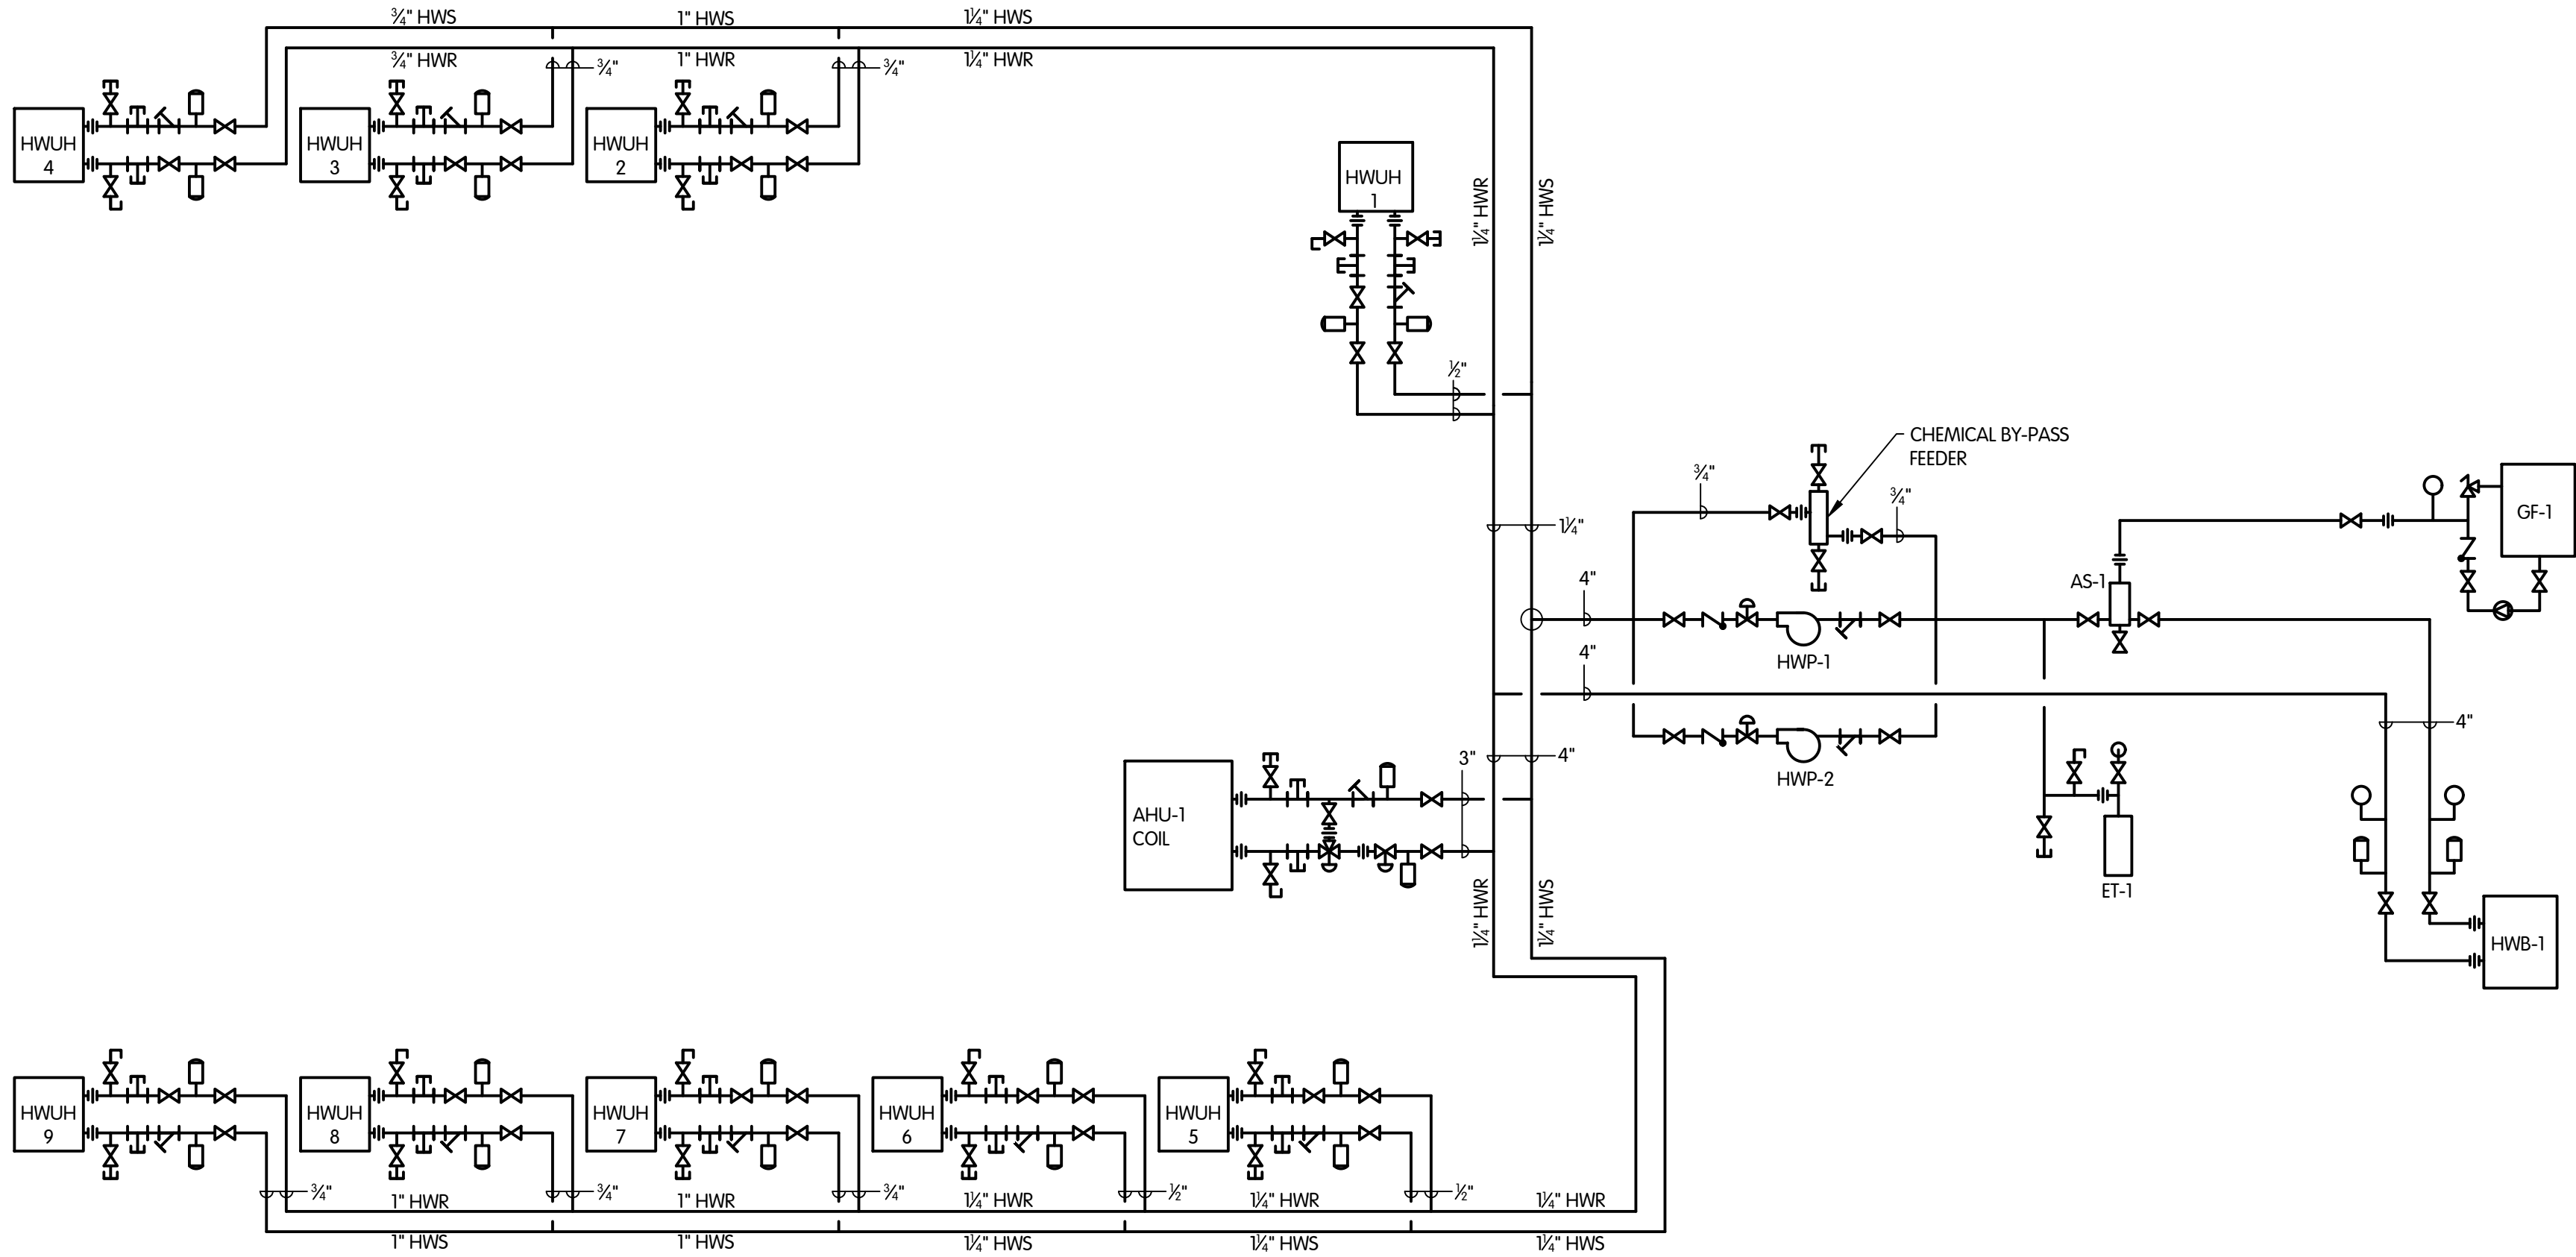 ¾" HWS
1" HWS
1¼" HWS
¾" HWR
1" HWR
1¼" HWR
¾"
¾"
HWUH
4
HWUH
3
HWUH
2
HWUH
1
1¼" HWR
1¼" HWS
½"
CHEMICAL BY-PASS
FEEDER
¾"
¾"
1¼"
GF-1
4"
AS-1
4"
HWP-1
4"
3"
4"
HWP-2
AHU-1
COIL
ET-1
1¼" HWR
1¼" HWS
HWB-1
HWUH
9
HWUH
8
HWUH
7
HWUH
6
HWUH
5
¾"
¾"
¾"
½"
½"
1" HWR
1" HWR
1¼" HWR
1¼" HWR
1¼" HWR
1" HWS
1" HWS
1¼" HWS
1¼" HWS
1¼" HWS